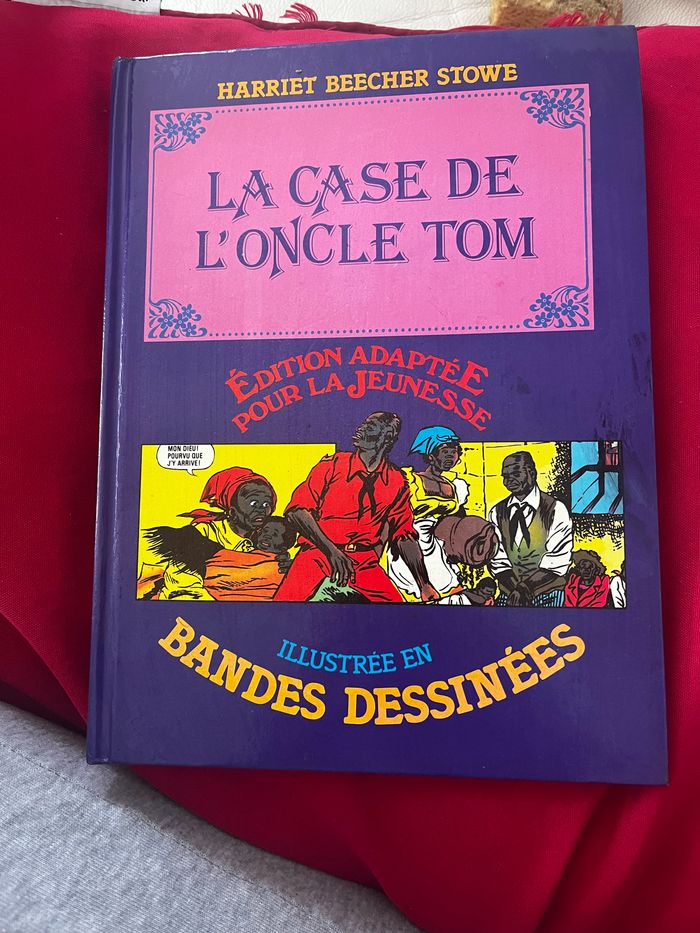 HARRIET BEECHER STOWE
LA CASE DE
L'ONCLE TOM
ÉDITION ADAPTÉE
POUR LA JEUNESSE
MON DIEU!
POURVU QUE
J'Y ARRIVE!
ILLUSTRÉE EN
BANDES DESSINÉES